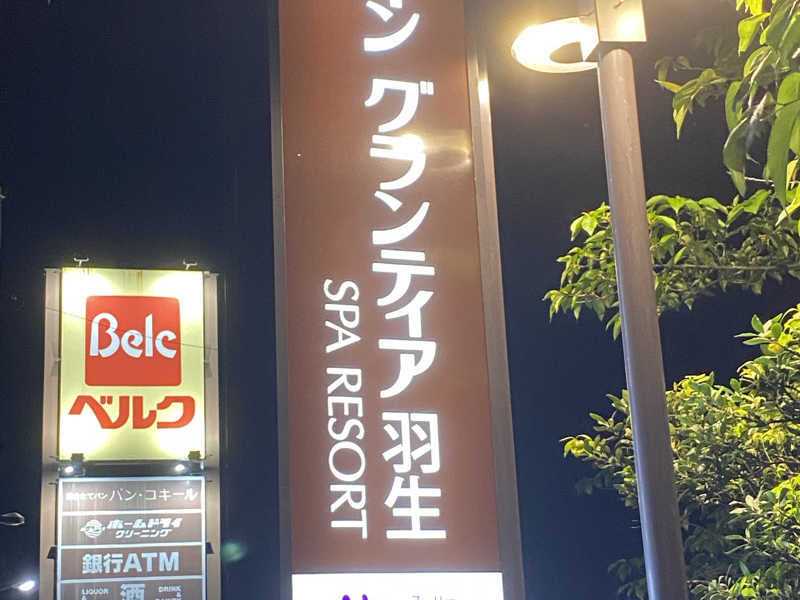 ン グランティア羽生
SPA RESORT
Belc
ベルク
パン・コキール
ホームドライ
クリーニング
銀行ATM
LIQUOR
&
酒
DRINK
&